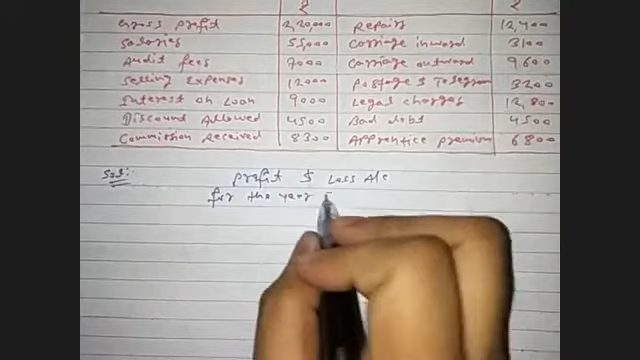 ₹ ₹
Gross profit 2,20,000 Repairs 12,400
Salaries 55,000 Carriage inward 3100
Audit fees 7000 Carriage outward 9600
Selling Expenses 12000 Postage & Telegram 3200
Interest on Loan 9000 Legal charges 12,800
Discount Allowed 4500 Bad debt 4500
Commission Received 8300 Apprentice premium 6800
Sol:
Profit & Loss A/c
for the year